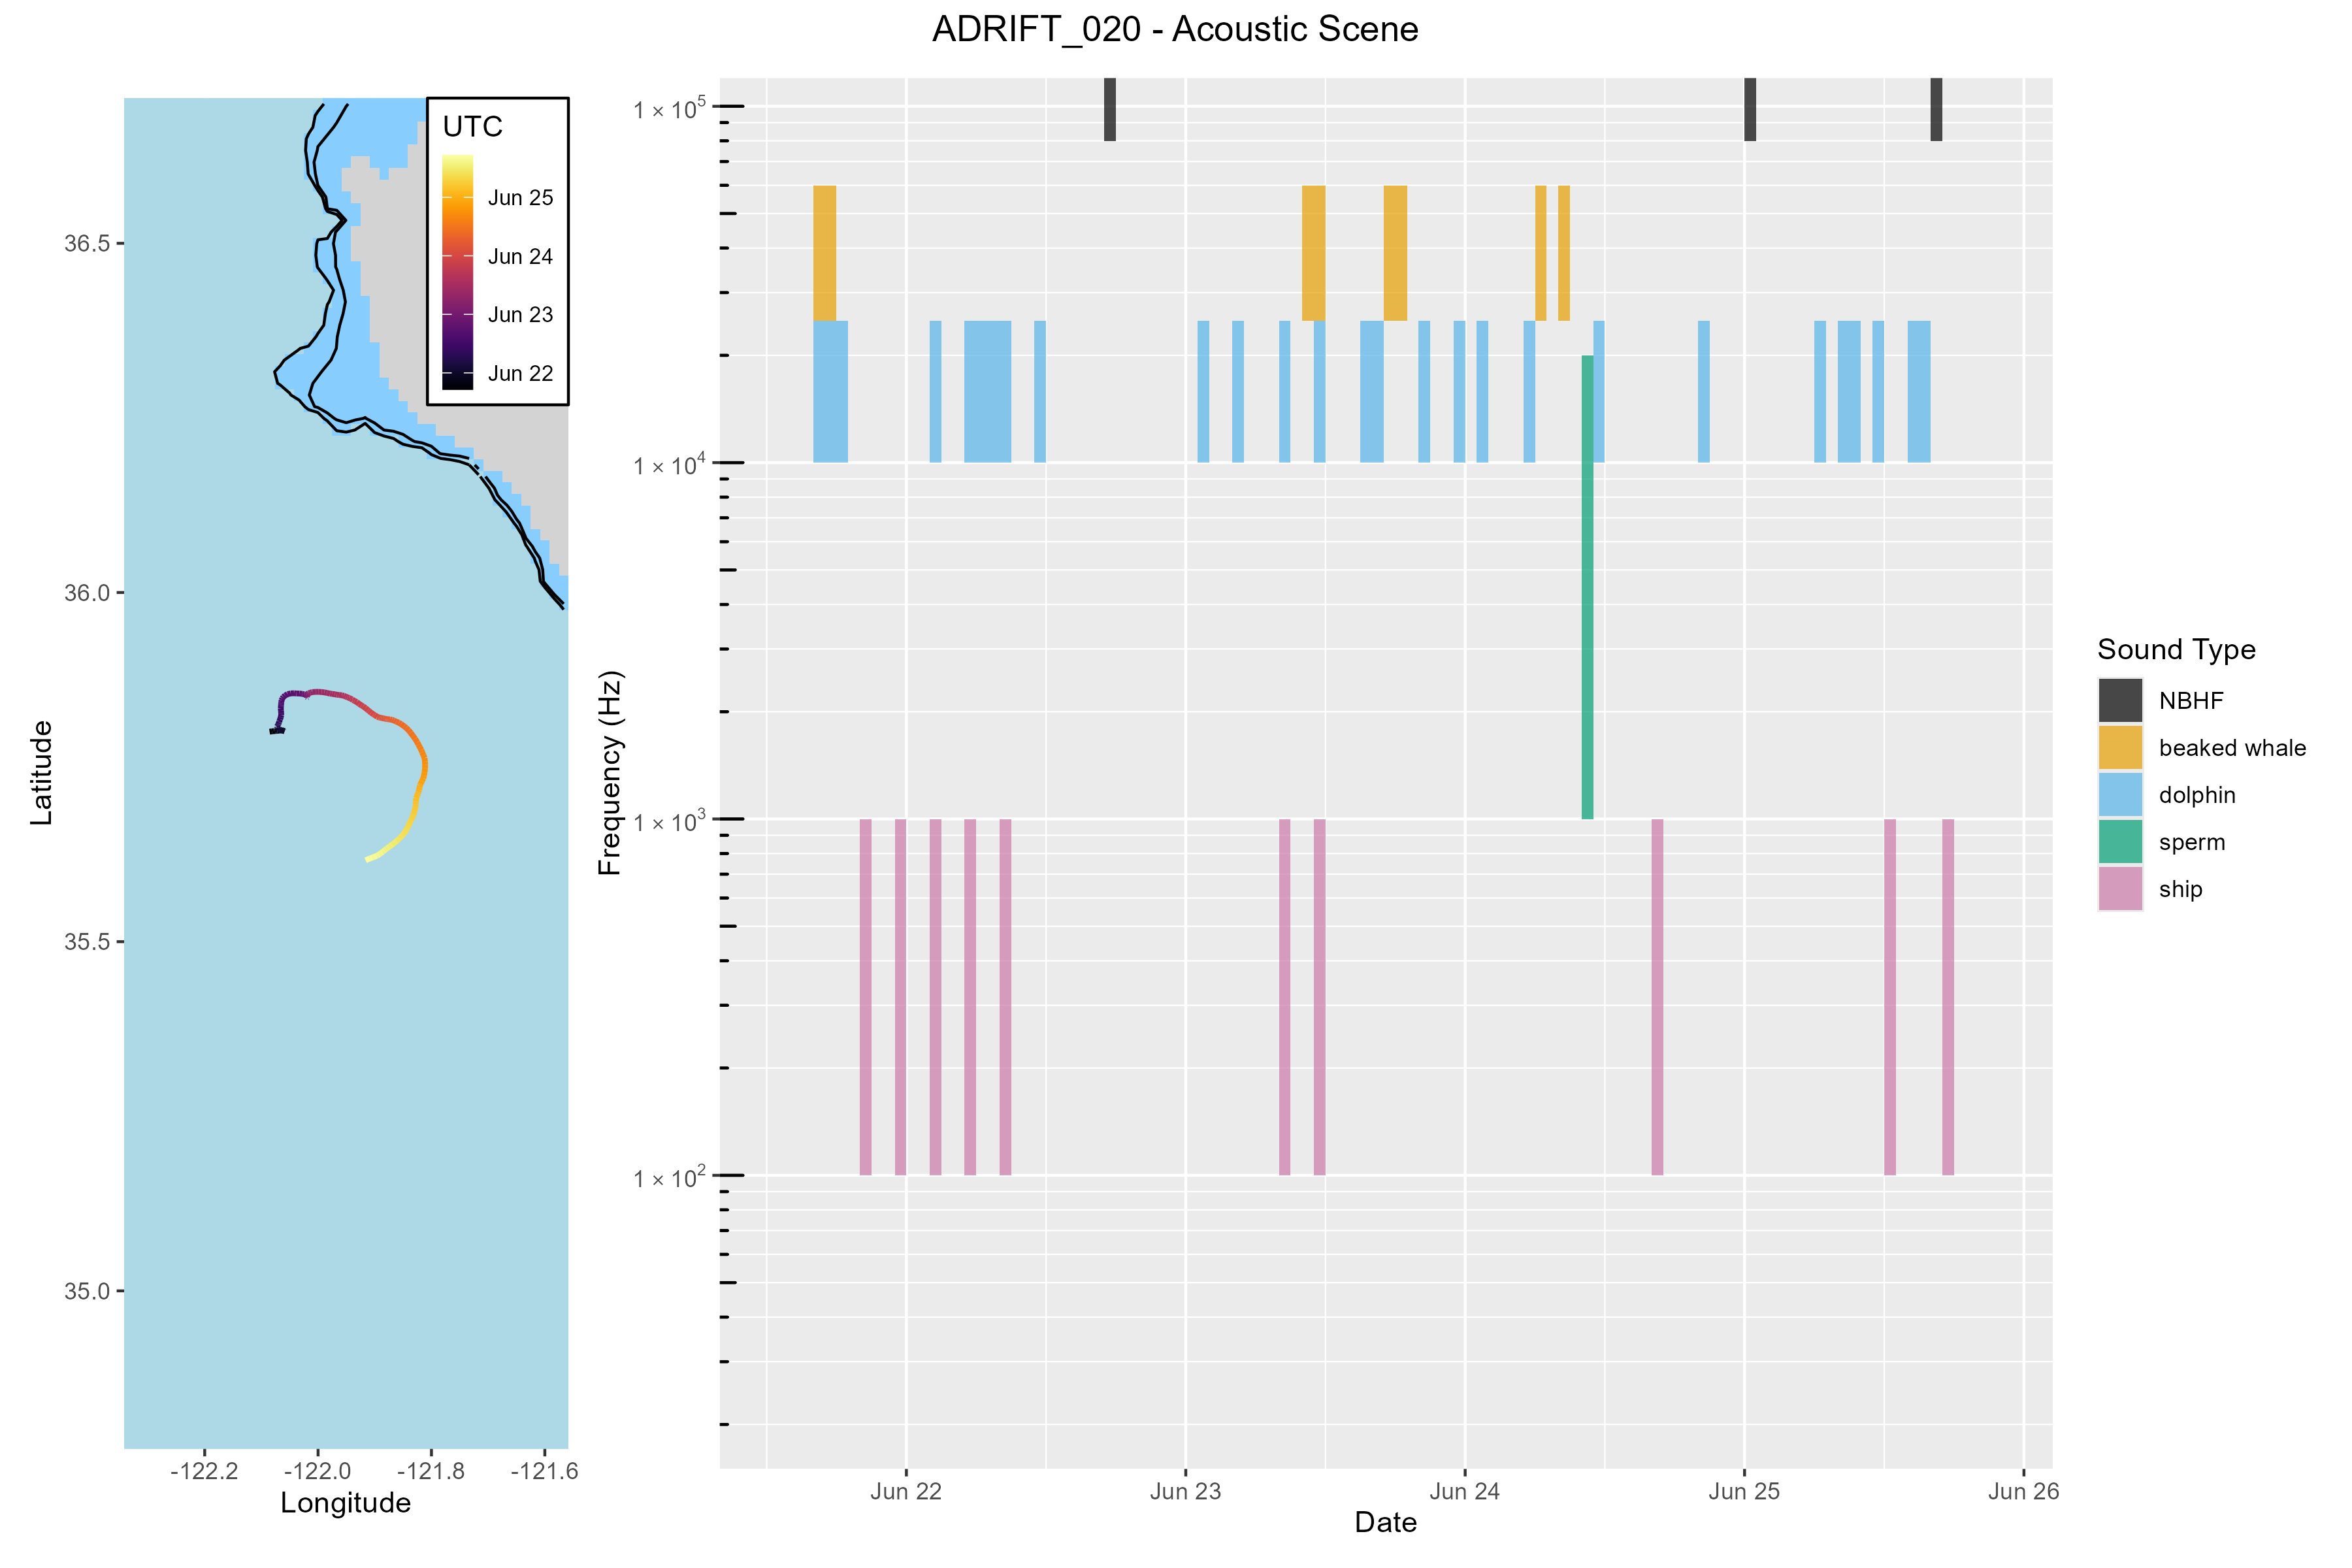 ADRIFT_020 - Acoustic Scene
UTC
Jun 25
Jun 24
Jun 23
Jun 22
36.5
36.0
35.5
35.0
Latitude
-122.2
-122.0
-121.8
-121.6
Longitude
1 × 10⁵
1 × 10⁴
1 × 10³
1 × 10²
Frequency (Hz)
Jun 22
Jun 23
Jun 24
Jun 25
Jun 26
Date
Sound Type
NBHF
beaked whale
dolphin
sperm
ship